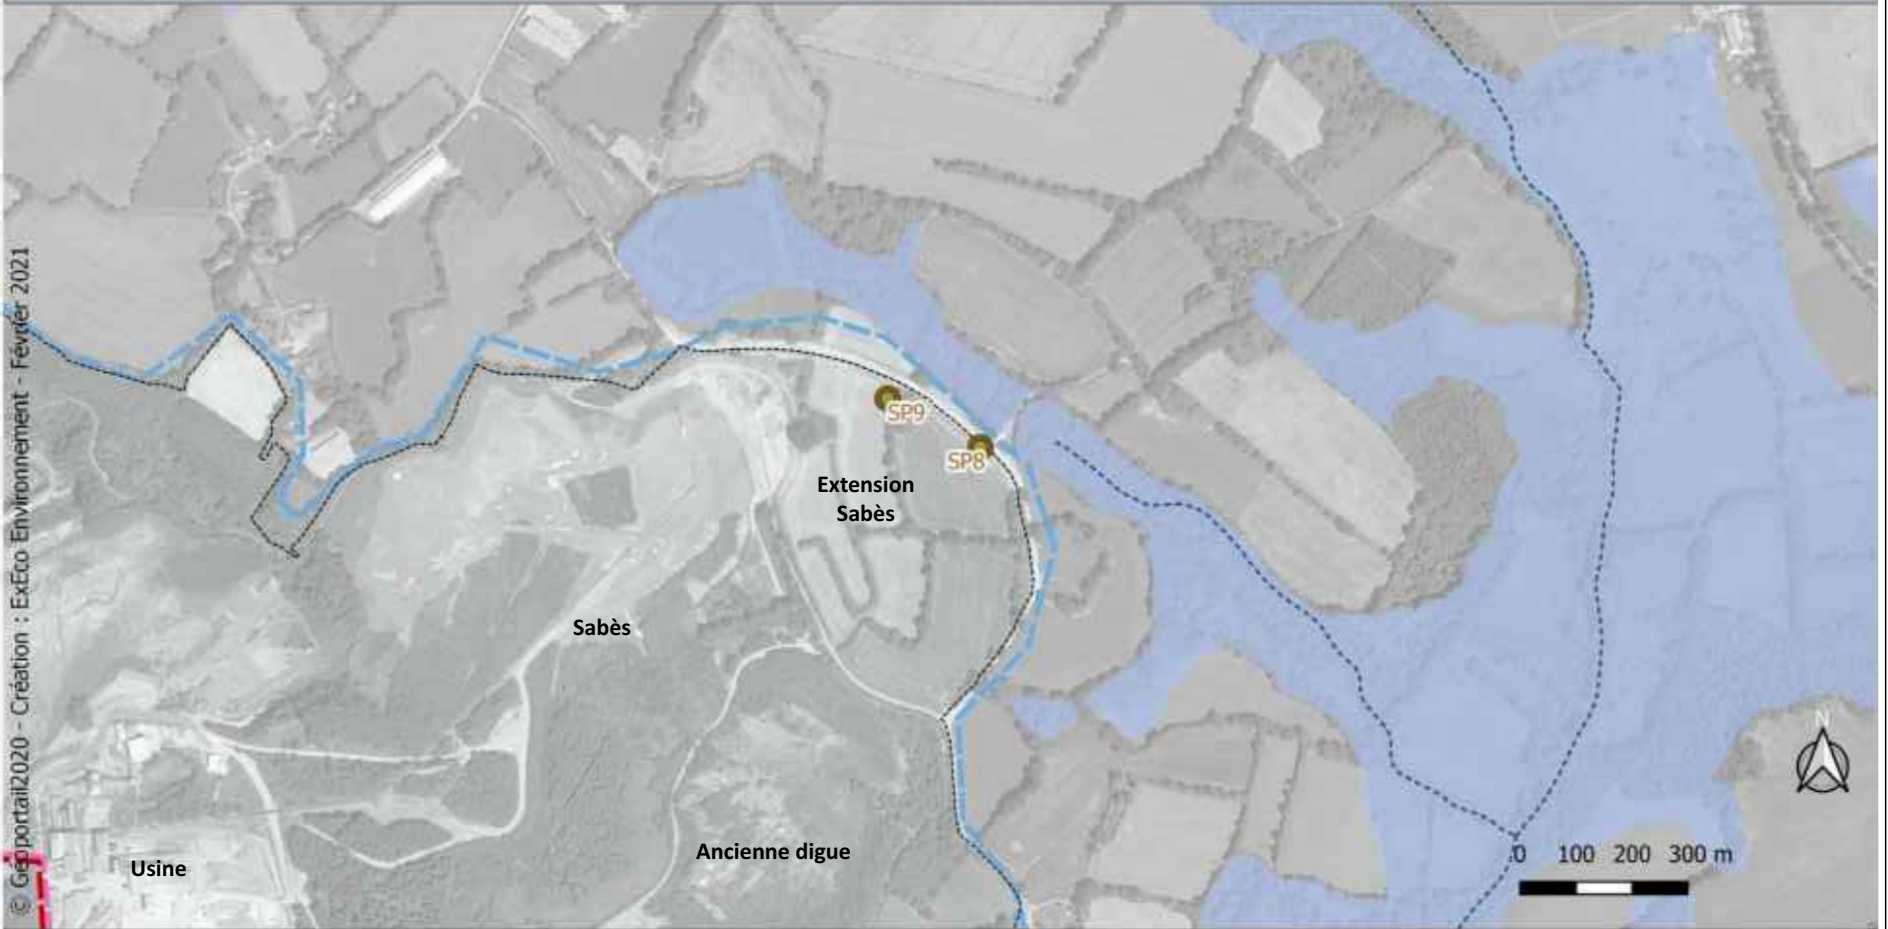 © Géoportail2020 - Création : ExEco Environnement - Février 2021
SP9
SP8
Extension
Sabès
Sabès
Ancienne digue
Usine
N
0 100 200 300 m